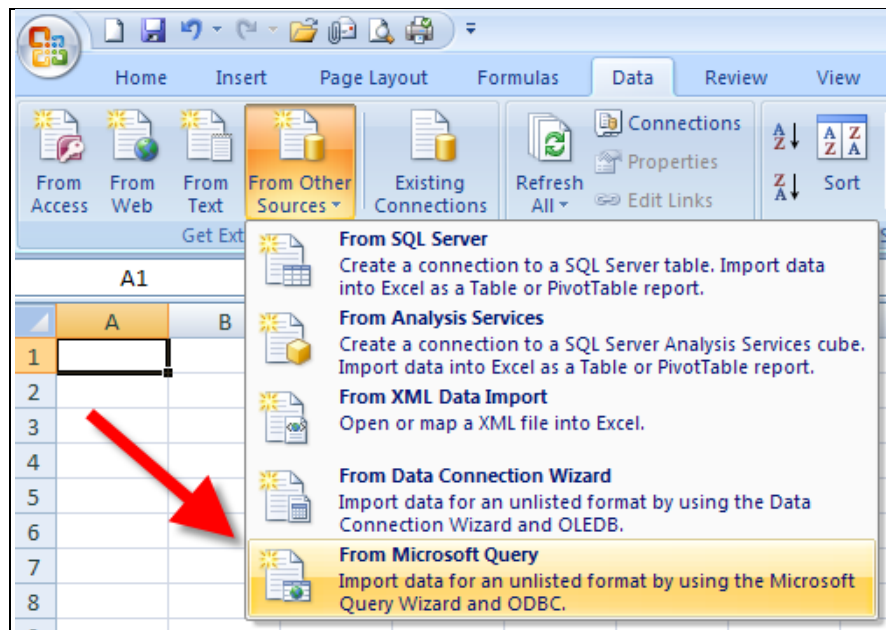 Home Insert Page Layout Formulas Data Review View
From Access
From Web
From Text
From Other Sources
Existing Connections
Refresh All
Connections
Properties
Edit Links
A Z
Z A
A Z
Z A
Sort
Get Ext
A1
From SQL Server
Create a connection to a SQL Server table. Import data
into Excel as a Table or PivotTable report.
From Analysis Services
Create a connection to a SQL Server Analysis Services cube.
Import data into Excel as a Table or PivotTable report.
From XML Data Import
Open or map a XML file into Excel.
From Data Connection Wizard
Import data for an unlisted format by using the Data
Connection Wizard and OLEDB.
From Microsoft Query
Import data for an unlisted format by using the Microsoft
Query Wizard and ODBC.
A B
1
2
3
4
5
6
7
8